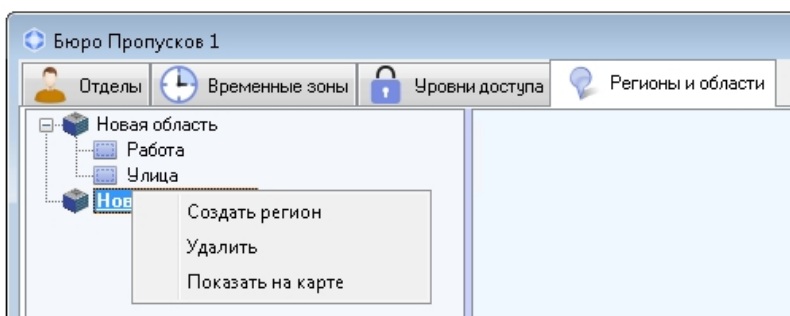 Бюро Пропусков 1
Отделы Временные зоны Уровни доступа Регионы и области
Новая область
Работа
Улица
Создать регион
Удалить
Показать на карте